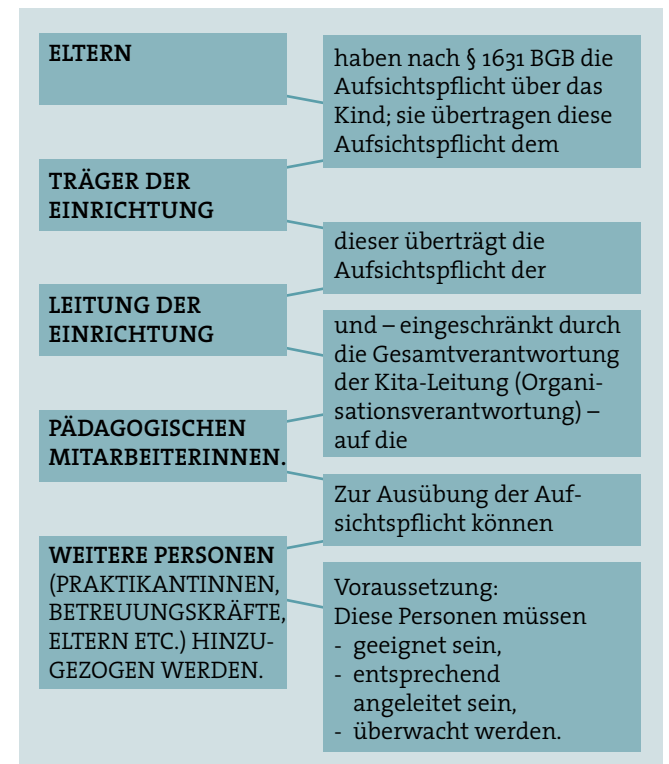 ELTERN
haben nach § 1631 BGB die
Aufsichtspflicht über das
Kind; sie übertragen diese
Aufsichtspflicht dem
TRÄGER DER
EINRICHTUNG
dieser überträgt die
Aufsichtspflicht der
LEITUNG DER
EINRICHTUNG
und – eingeschränkt durch
die Gesamtverantwortung
der Kita-Leitung (Organi-
sationsverantwortung) –
auf die
PÄDAGOGISCHEN
MITARBEITERINNEN.
Zur Ausübung der Auf-
sichtspflicht können
WEITERE PERSONEN
(PRAKTIKANTINNEN,
BETREUUNGSKRÄFTE,
ELTERN ETC.) HINZU-
GEZOGEN WERDEN.
Voraussetzung:
Diese Personen müssen
- geeignet sein,
- entsprechend
angeleitet sein,
- überwacht werden.